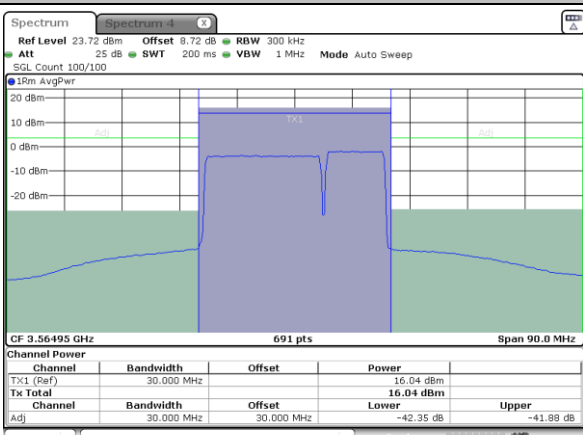 Spectrum Spectrum 4 X
Ref Level 23.72 dBm Offset 8.72 dB RBW 300 kHz
Att 25 dB SWT 200 ms VBW 1 MHz Mode Auto Sweep
SGL Count 100/100
1Rm AvgPwr
20 dBm
TX1
10 dBm
Adj Adj
0 dBm
-10 dBm
-20 dBm
CF 3.56495 GHz 691 pts Span 90.0 MHz
Channel Power
Channel Bandwidth Offset Power
TX1 (Ref) 30.000 MHz 16.04 dBm
Tx Total 16.04 dBm
Channel Bandwidth Offset Lower Upper
Adj 30.000 MHz 30.000 MHz -42.35 dB -41.88 dB